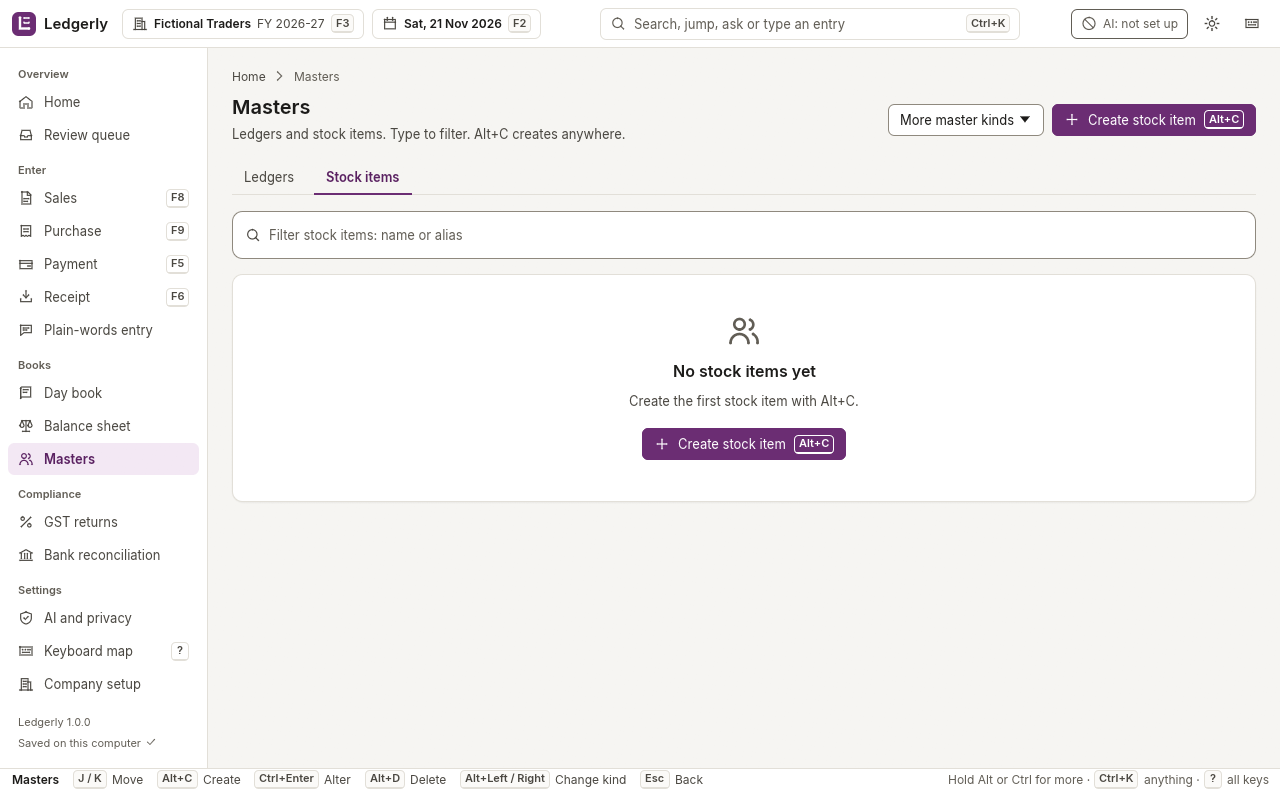 Ledgerly
Fictional Traders FY 2026-27 F3
Sat, 21 Nov 2026 F2
Search, jump, ask or type an entry Ctrl+K
AI: not set up
Overview
Home
Review queue
Enter
Sales F8
Purchase F9
Payment F5
Receipt F6
Plain-words entry
Books
Day book
Balance sheet
Masters
Compliance
GST returns
Bank reconciliation
Settings
AI and privacy
Keyboard map ?
Company setup
Ledgerly 1.0.0
Saved on this computer
Home Masters
Masters
Ledgers and stock items. Type to filter. Alt+C creates anywhere.
More master kinds
Create stock item Alt+C
Ledgers Stock items
Filter stock items: name or alias
No stock items yet
Create the first stock item with Alt+C.
Create stock item Alt+C
Masters J / K Move Alt+C Create Ctrl+Enter Alter Alt+D Delete Alt+Left / Right Change kind Esc Back
Hold Alt or Ctrl for more · Ctrl+K anything · ? all keys